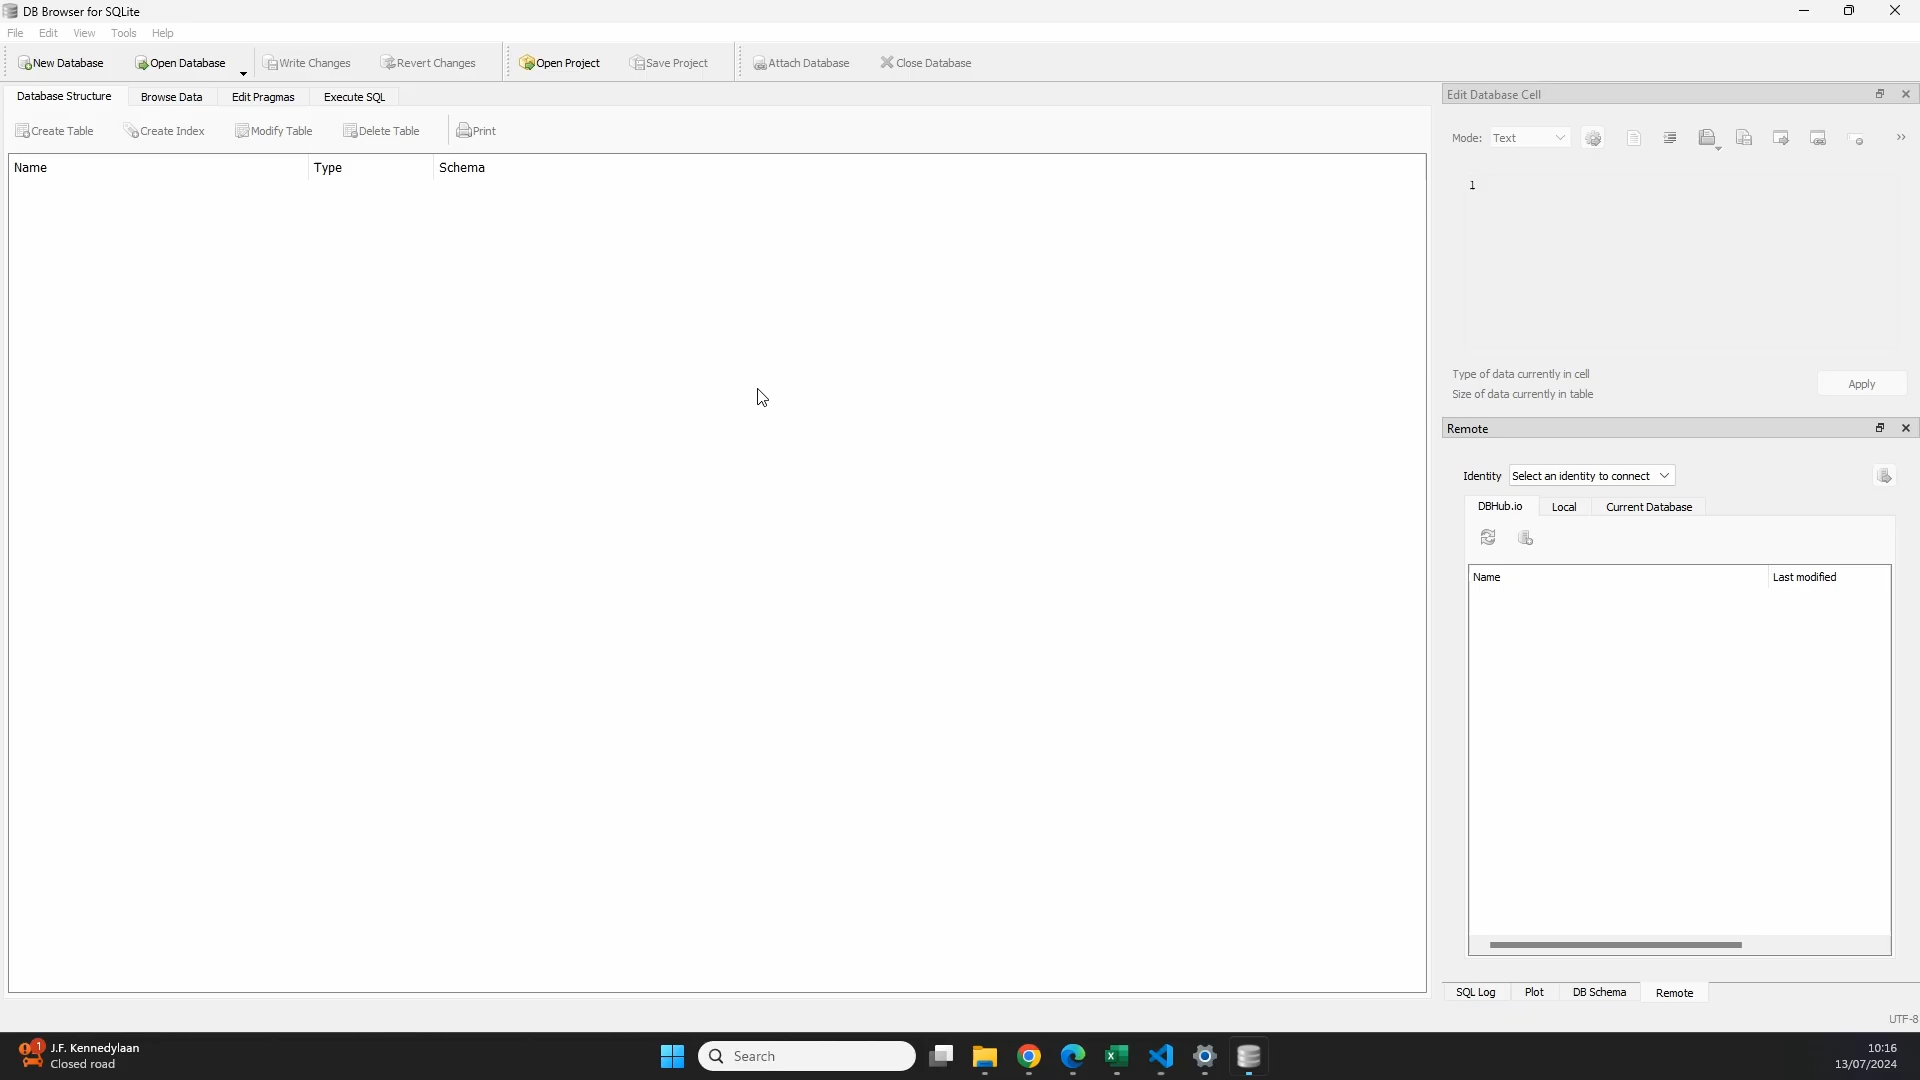 DB Browser for SQLite
File Edit View Tools Help
New Database Open Database Write Changes Revert Changes Open Project Save Project Attach Database Close Database
Database Structure Browse Data Edit Pragmas Execute SQL
Create Table Create Index Modify Table Delete Table Print
Name Type Schema
Edit Database Cell
Mode: Text
1
Type of data currently in cell
Size of data currently in table
Apply
Remote
Identity Select an identity to connect
DBHub.io Local Current Database
Name Last modified
SQL Log Plot DB Schema Remote
UTF-8
1
J.F. Kennedylaan
Closed road
Search
10:16
13/07/2024